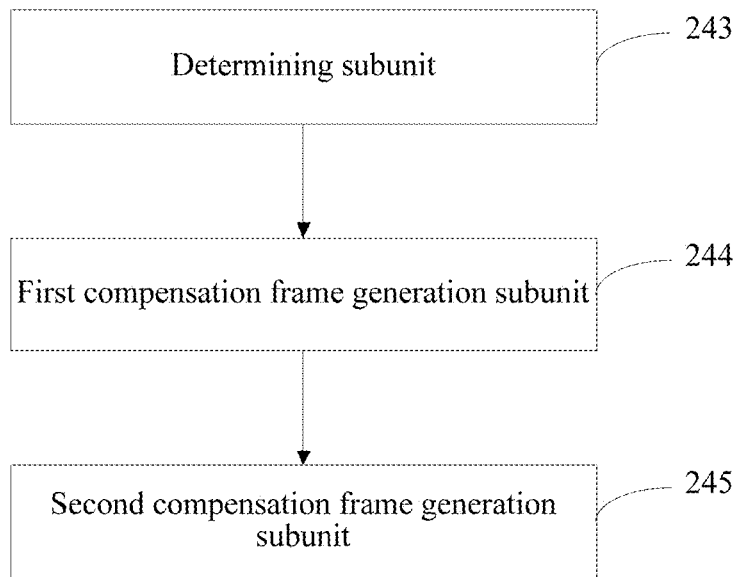 243
Determining subunit
244
First compensation frame generation subunit
245
Second compensation frame generation
subunit